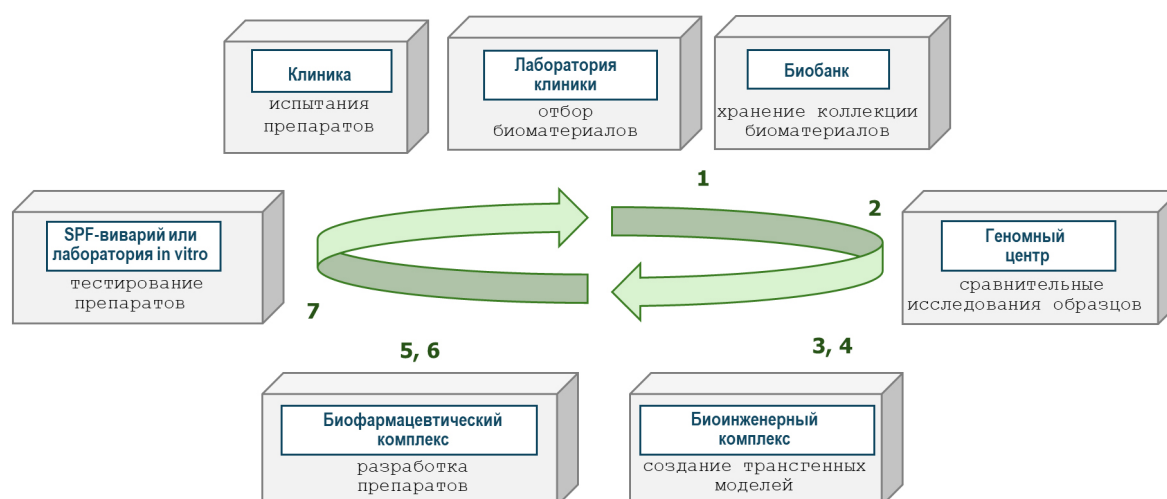 Клиника
испытания
препаратов
Лаборатория
клиники
отбор
биоматериалов
Биобанк
хранение коллекции
биоматериалов
1
2
SPF-виварий или
лаборатория in vitro
тестирование
препаратов
Геномный
центр
сравнительные
исследования образцов
7
5, 6
3, 4
Биофармацевтический
комплекс
разработка
препаратов
Биоинженерный
комплекс
создание трансгенных
моделей